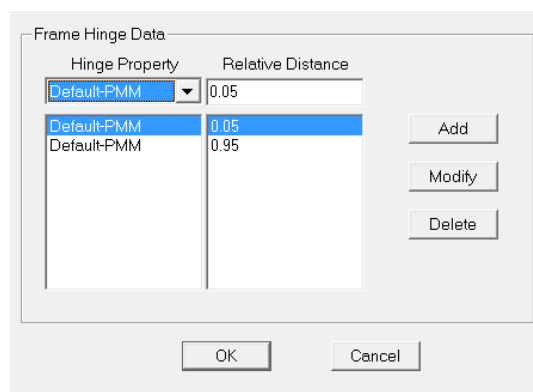 Frame Hinge Data
Hinge Property Relative Distance
Default-PMM 0.05
Default-PMM 0.05
Default-PMM 0.95
Add
Modify
Delete
OK Cancel